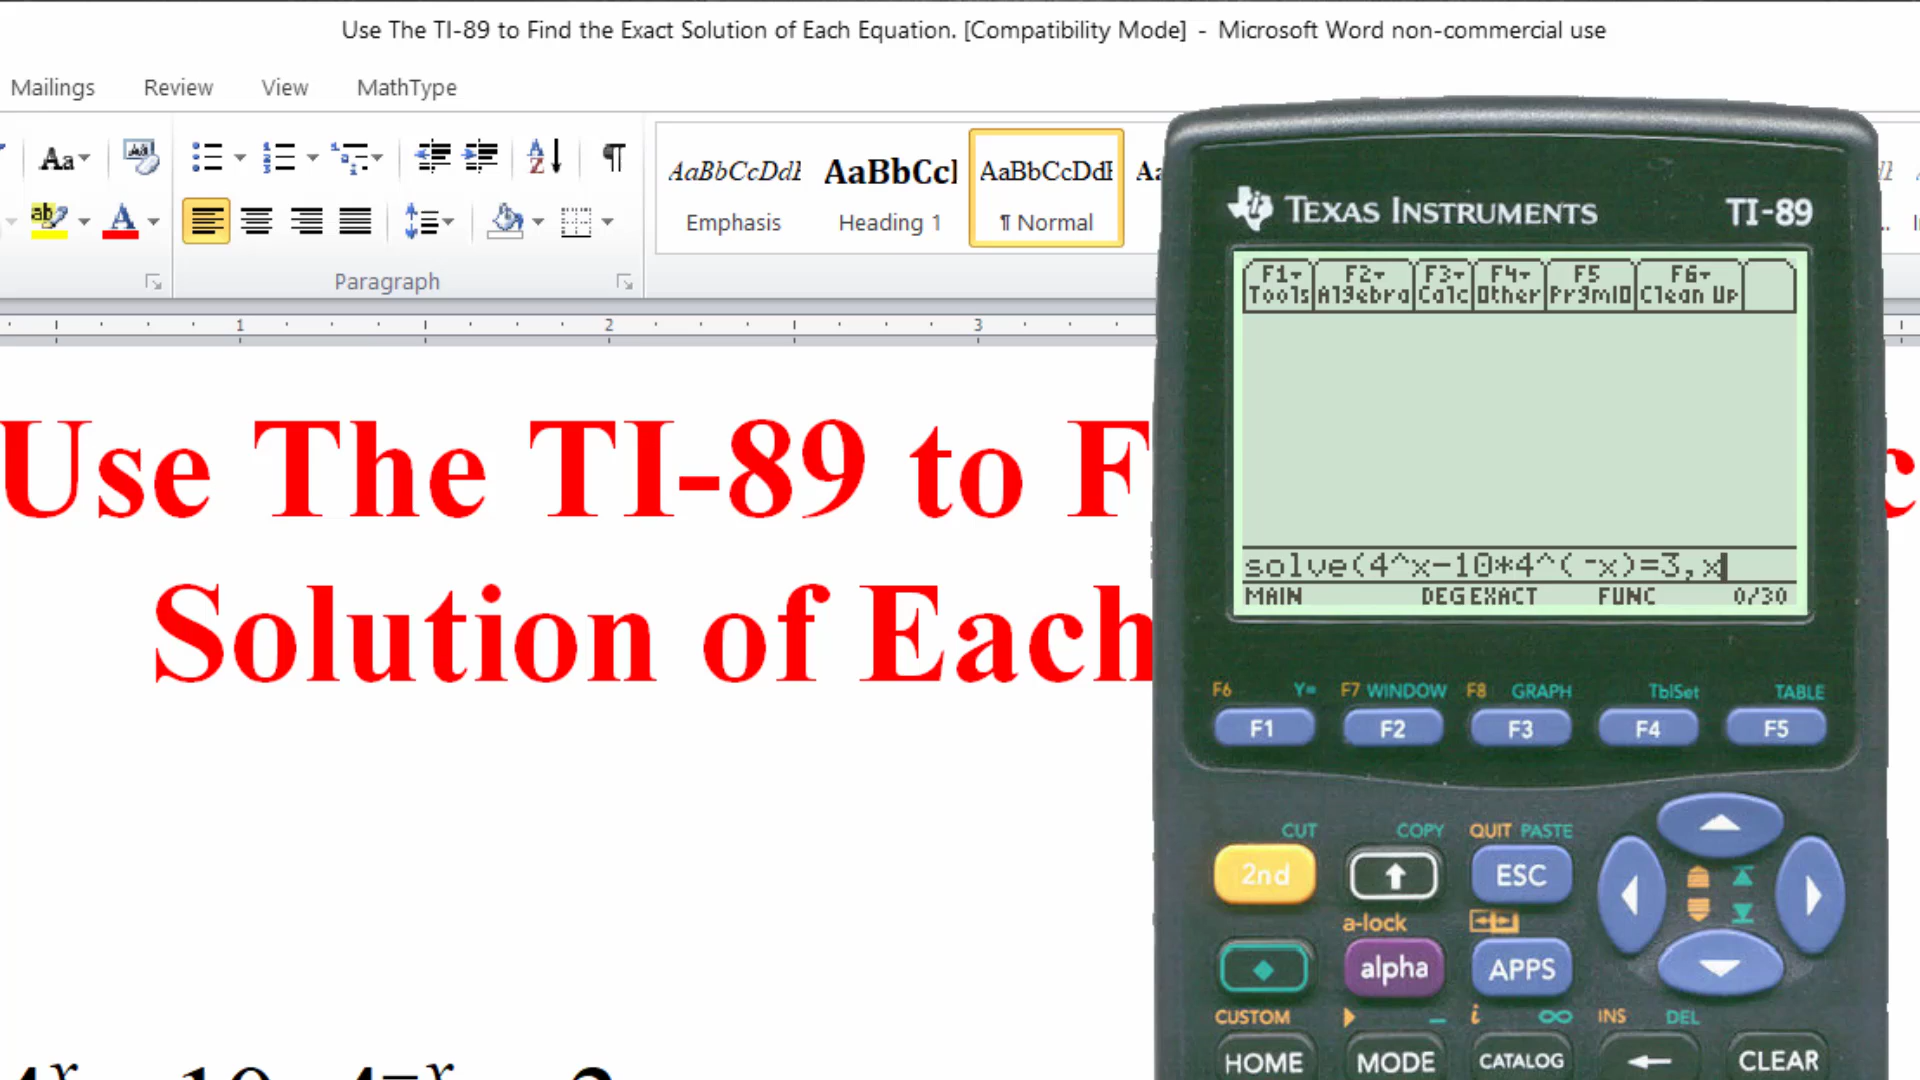 Use The TI-89 to Find the Exact Solution of Each Equation. [Compatibility Mode] - Microsoft Word non-commercial use
Mailings Review View MathType
AaBbCcDdI AaBbCcI AaBbCcDdI
Emphasis Heading 1 ¶ Normal
Paragraph
1 2 3
TEXAS INSTRUMENTS TI-89
F1 F2 F3 F4 F5 F6
Tools Algebra Calc Other PrgmIO Clean Up
solve(4^x-10*4^(-x)=3,x
MAIN DEG EXACT FUNC 0/30
Use The TI-89 to F
Solution of Each
F6 Y= F7 WINDOW F8 GRAPH TblSet TABLE
F1 F2 F3 F4 F5
CUT COPY QUIT PASTE
2nd ESC
a-lock
alpha APPS
CUSTOM i ∞ INS DEL
HOME MODE CATALOG CLEAR